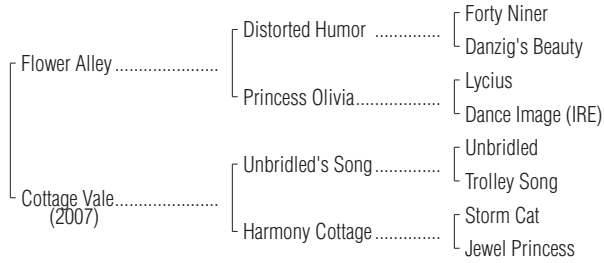 Forty Niner
Distorted Humor ..............
Danzig's Beauty
Flower Alley ......................
Lycius
Princess Olivia..................
Dance Image (IRE)
Unbridled
Unbridled's Song ..............
Trolley Song
Cottage Vale ......................
(2007)
Storm Cat
Harmony Cottage ..............
Jewel Princess